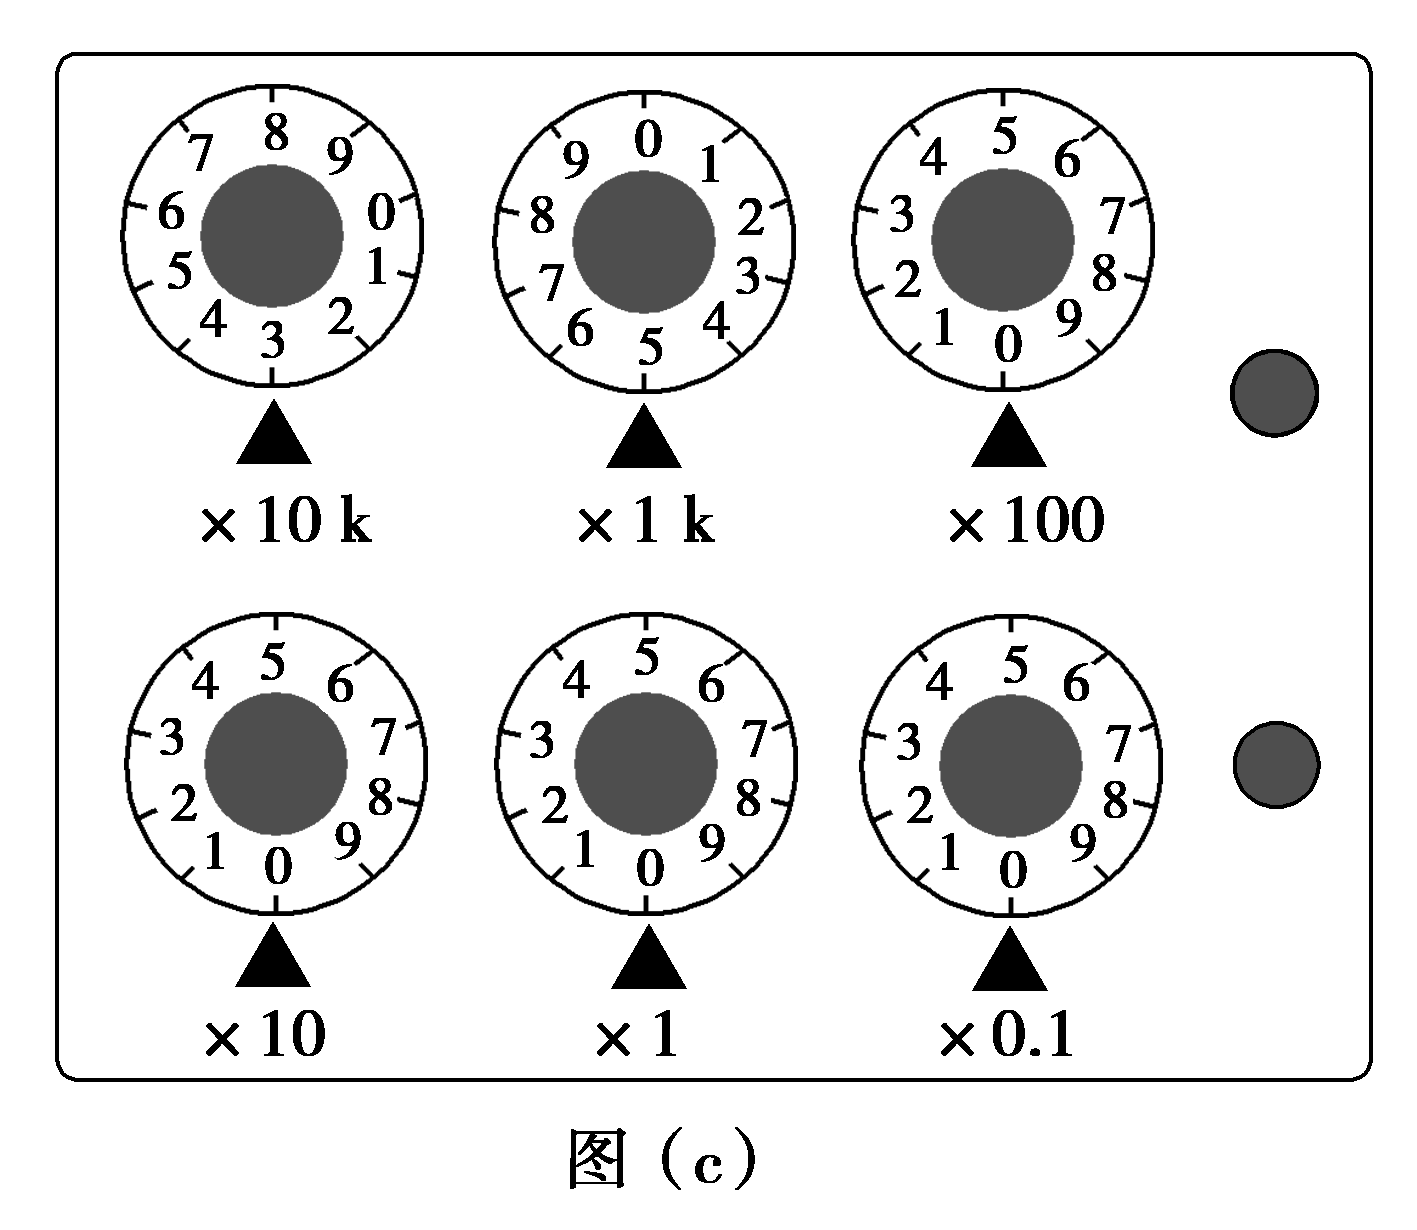 8 9 0 1 2 3 4 5 6 7
0 1 2 3 4 5 6 7 8 9
5 6 7 8 9 0 1 2 3 4
× 10 k
× 1 k
× 100
5 6 7 8 9 0 1 2 3 4
5 6 7 8 9 0 1 2 3 4
5 6 7 8 9 0 1 2 3 4
× 10
× 1
× 0.1
图（c）